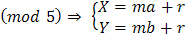 (mod 5) ⇒ { X = ma + r
Y = mb + r